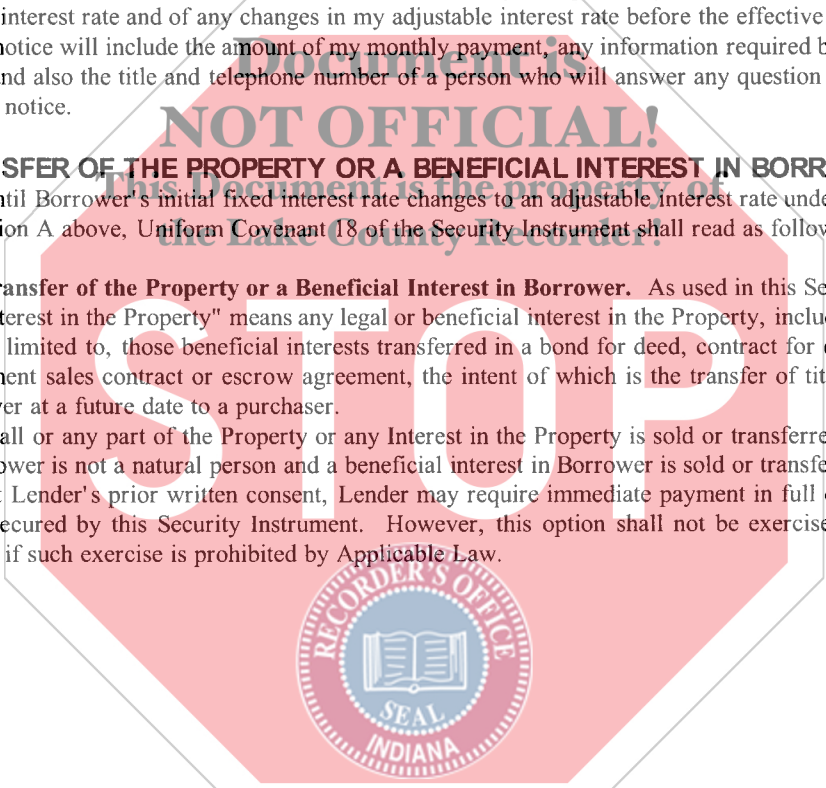 interest rate and of any changes in my adjustable interest rate before the effective
notice will include the amount of my monthly payment, any information required b
nd also the title and telephone number of a person who will answer any question
notice.
Document is
NOT OFFICIAL!
This Document is the property of
the Lake County Recorder!
SFER OF THE PROPERTY OR A BENEFICIAL INTEREST IN BORR
til Borrower's initial fixed interest rate changes to an adjustable interest rate unde
ion A above, Uniform Covenant 18 of the Security Instrument shall read as follow
ransfer of the Property or a Beneficial Interest in Borrower. As used in this Se
terest in the Property" means any legal or beneficial interest in the Property, inclu
limited to, those beneficial interests transferred in a bond for deed, contract for
ent sales contract or escrow agreement, the intent of which is the transfer of tit
er at a future date to a purchaser.
all or any part of the Property or any Interest in the Property is sold or transferre
ower is not a natural person and a beneficial interest in Borrower is sold or transfe
t Lender's prior written consent, Lender may require immediate payment in full
ecured by this Security Instrument. However, this option shall not be exercise
if such exercise is prohibited by Applicable Law.
STOP
RECORDER'S OFFICE
SEAL
INDIANA